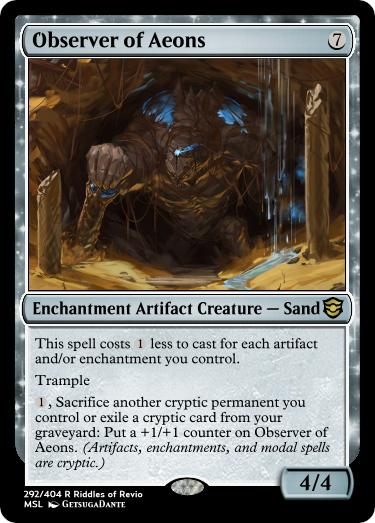 Observer of Aeons 7
Enchantment Artifact Creature — Sand
This spell costs 1 less to cast for each artifact
and/or enchantment you control.
Trample
1, Sacrifice another cryptic permanent you
control or exile a cryptic card from your
graveyard: Put a +1/+1 counter on Observer of
Aeons. (Artifacts, enchantments, and modal spells
are cryptic.)
4/4
292/404 R Riddles of Revio
MSL GetsugaDante